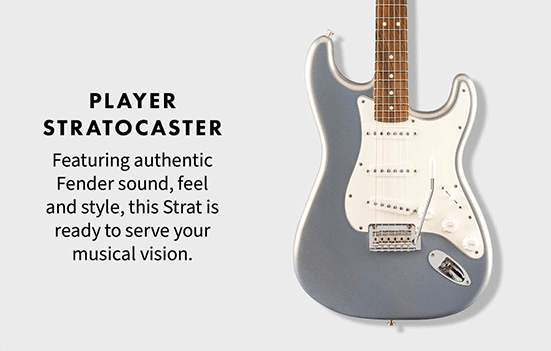 PLAYER
STRATOCASTER
Featuring authentic
Fender sound, feel
and style, this Strat is
ready to serve your
musical vision.